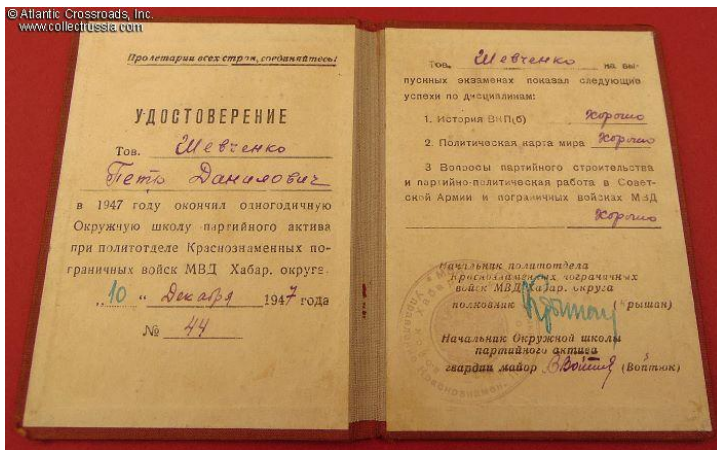 © Atlantic Crossroads, Inc.
www.collectrussia.com
Пролетарии всех стран, соединяйтесь!
УДОСТОВЕРЕНИЕ
Тов. Шевченко
Петр Данилович
в 1947 году окончил одногодичную
Окружную школу партийного актива
при политотделе Краснознаменных по-
граничных войск МВД Хабар. округа.
„10" Декабря 1947 года
№ 44
Тов. Шевченко на вы-
пускных экзаменах показал следующие
успехи по дисциплинам:
1. История ВКП(б) Хорошо
2. Политическая карта мира Хорошо
3 Вопросы партийного строительства
и партийно-политическая работа в Совет-
ской Армии и пограничных войсках МВД
Хорошо
Начальник политотдела
Краснознаменных пограничных
войск МВД Хабар. округа
полковник (Крышан)
Начальник Окружной школы
партийного актива
гвардии майор (Войтюк)